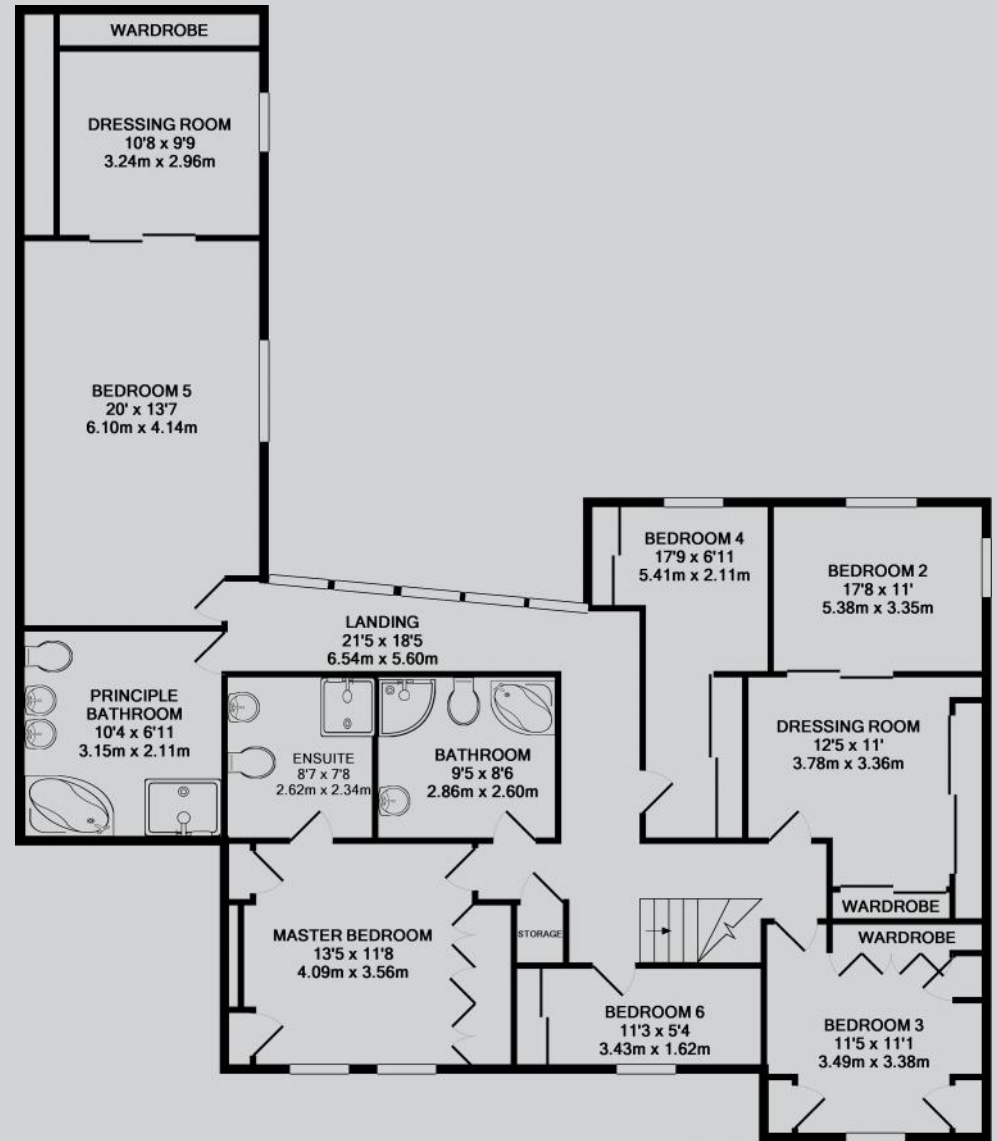 WARDROBE
DRESSING ROOM
10'8 x 9'9
3.24m x 2.96m
BEDROOM 5
20' x 13'7
6.10m x 4.14m
BEDROOM 4
17'9 x 6'11
5.41m x 2.11m
BEDROOM 2
17'8 x 11'
5.38m x 3.35m
LANDING
21'5 x 18'5
6.54m x 5.60m
PRINCIPLE
BATHROOM
10'4 x 6'11
3.15m x 2.11m
ENSUITE
8'7 x 7'8
2.62m x 2.34m
BATHROOM
9'5 x 8'6
2.86m x 2.60m
DRESSING ROOM
12'5 x 11'
3.78m x 3.36m
WARDROBE
MASTER BEDROOM
13'5 x 11'8
4.09m x 3.56m
STORAGE
WARDROBE
BEDROOM 6
11'3 x 5'4
3.43m x 1.62m
BEDROOM 3
11'5 x 11'1
3.49m x 3.38m